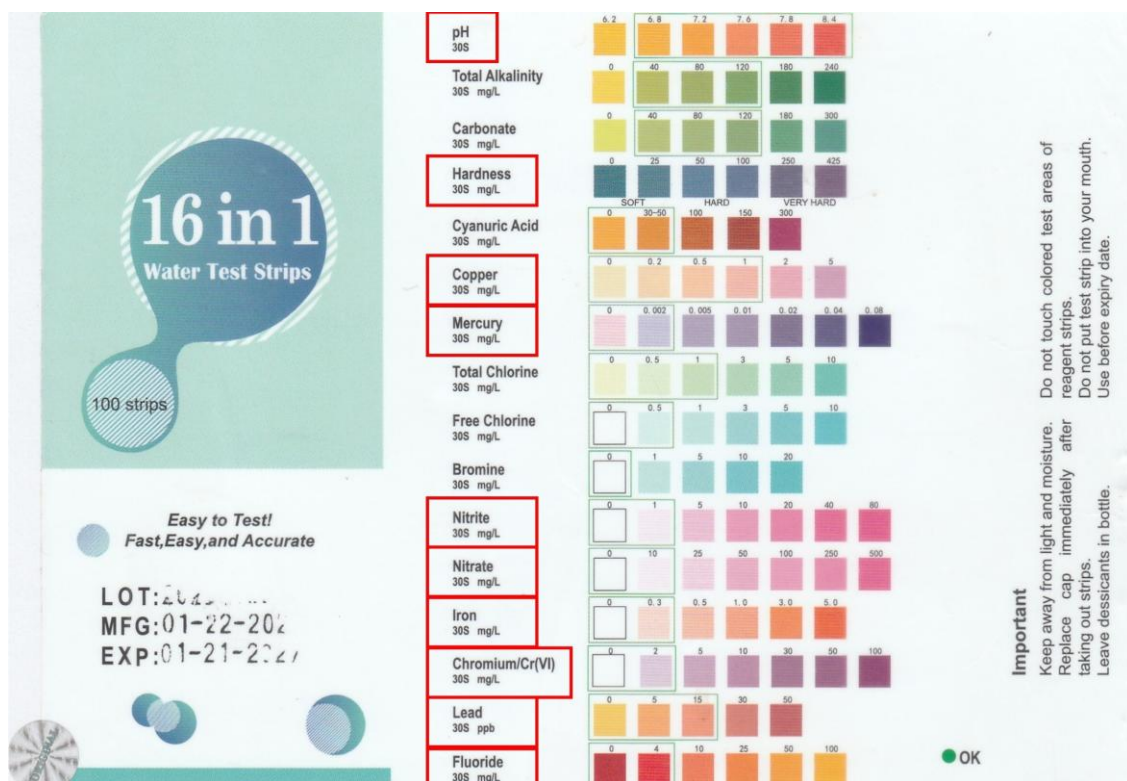 16 in 1
Water Test Strips
100 strips
Easy to Test!
Fast,Easy,and Accurate
LOT:
MFG:01-22-202
EXP:01-21-2
pH
30S
6.2 6.8 7.2 7.6 7.8 8.4
Total Alkalinity
30S mg/L
0 40 80 120 180 240
Carbonate
30S mg/L
0 40 80 120 180 300
Hardness
30S mg/L
0 25 50 100 250 425
SOFT HARD VERY HARD
Cyanuric Acid
30S mg/L
0 30-50 100 150 300
Copper
30S mg/L
0 0.2 0.5 1 2 5
Mercury
30S mg/L
0 0.002 0.005 0.01 0.02 0.04 0.08
Total Chlorine
30S mg/L
0 0.5 1 3 5 10
Free Chlorine
30S mg/L
0 0.5 1 3 5 10
Bromine
30S mg/L
0 1 5 10 20
Nitrite
30S mg/L
0 1 5 10 20 40 80
Nitrate
30S mg/L
0 10 25 50 100 250 500
Iron
30S mg/L
0 0.3 0.5 1.0 3.0 5.0
Chromium/Cr(VI)
30S mg/L
0 2 5 10 30 50 100
Lead
30S ppb
0 5 15 30 50
Fluoride
30S mg/L
0 4 10 25 50 100
Important
Keep away from light and moisture.
Replace cap immediately after
taking out strips.
Leave dessicants in bottle.
Do not touch colored test areas of
reagent strips.
Do not put test strip into your mouth.
Use before expiry date.
OK
ORIGINAL